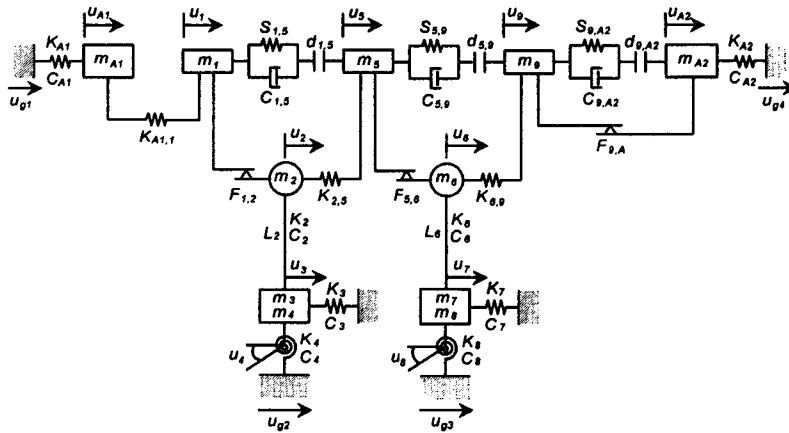 u_A1 u_1 S_1,5 u_5 S_5,9 u_9 S_9,A2 u_A2
K_A1 d_1,5 d_5,9 d_9,A2 K_A2
m_A1 m_1 m_5 m_9 m_A2
C_A1 C_1,5 C_5,9 C_9,A2 C_A2
u_g1 u_g4
K_A1,1 F_9,A
u_2 u_6
m_2 m_6
F_1,2 K_2,5 F_5,6 K_6,9
K_2 K_6
L_2 C_2 L_6 C_6
u_3 u_7
m_3 K_3 m_7 K_7
m_4 C_3 m_8 C_7
K_4 K_8
u_4 C_4 u_8 C_8
u_g2 u_g3